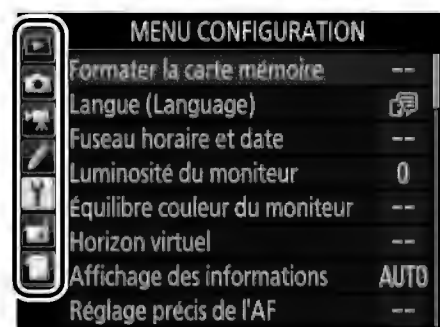 MENU CONFIGURATION
Formater la carte mémoire --
Langue (Language)
Fuseau horaire et date --
Luminosité du moniteur 0
Équilibre couleur du moniteur --
Horizon virtuel --
Affichage des informations AUTO
Réglage précis de l'AF --